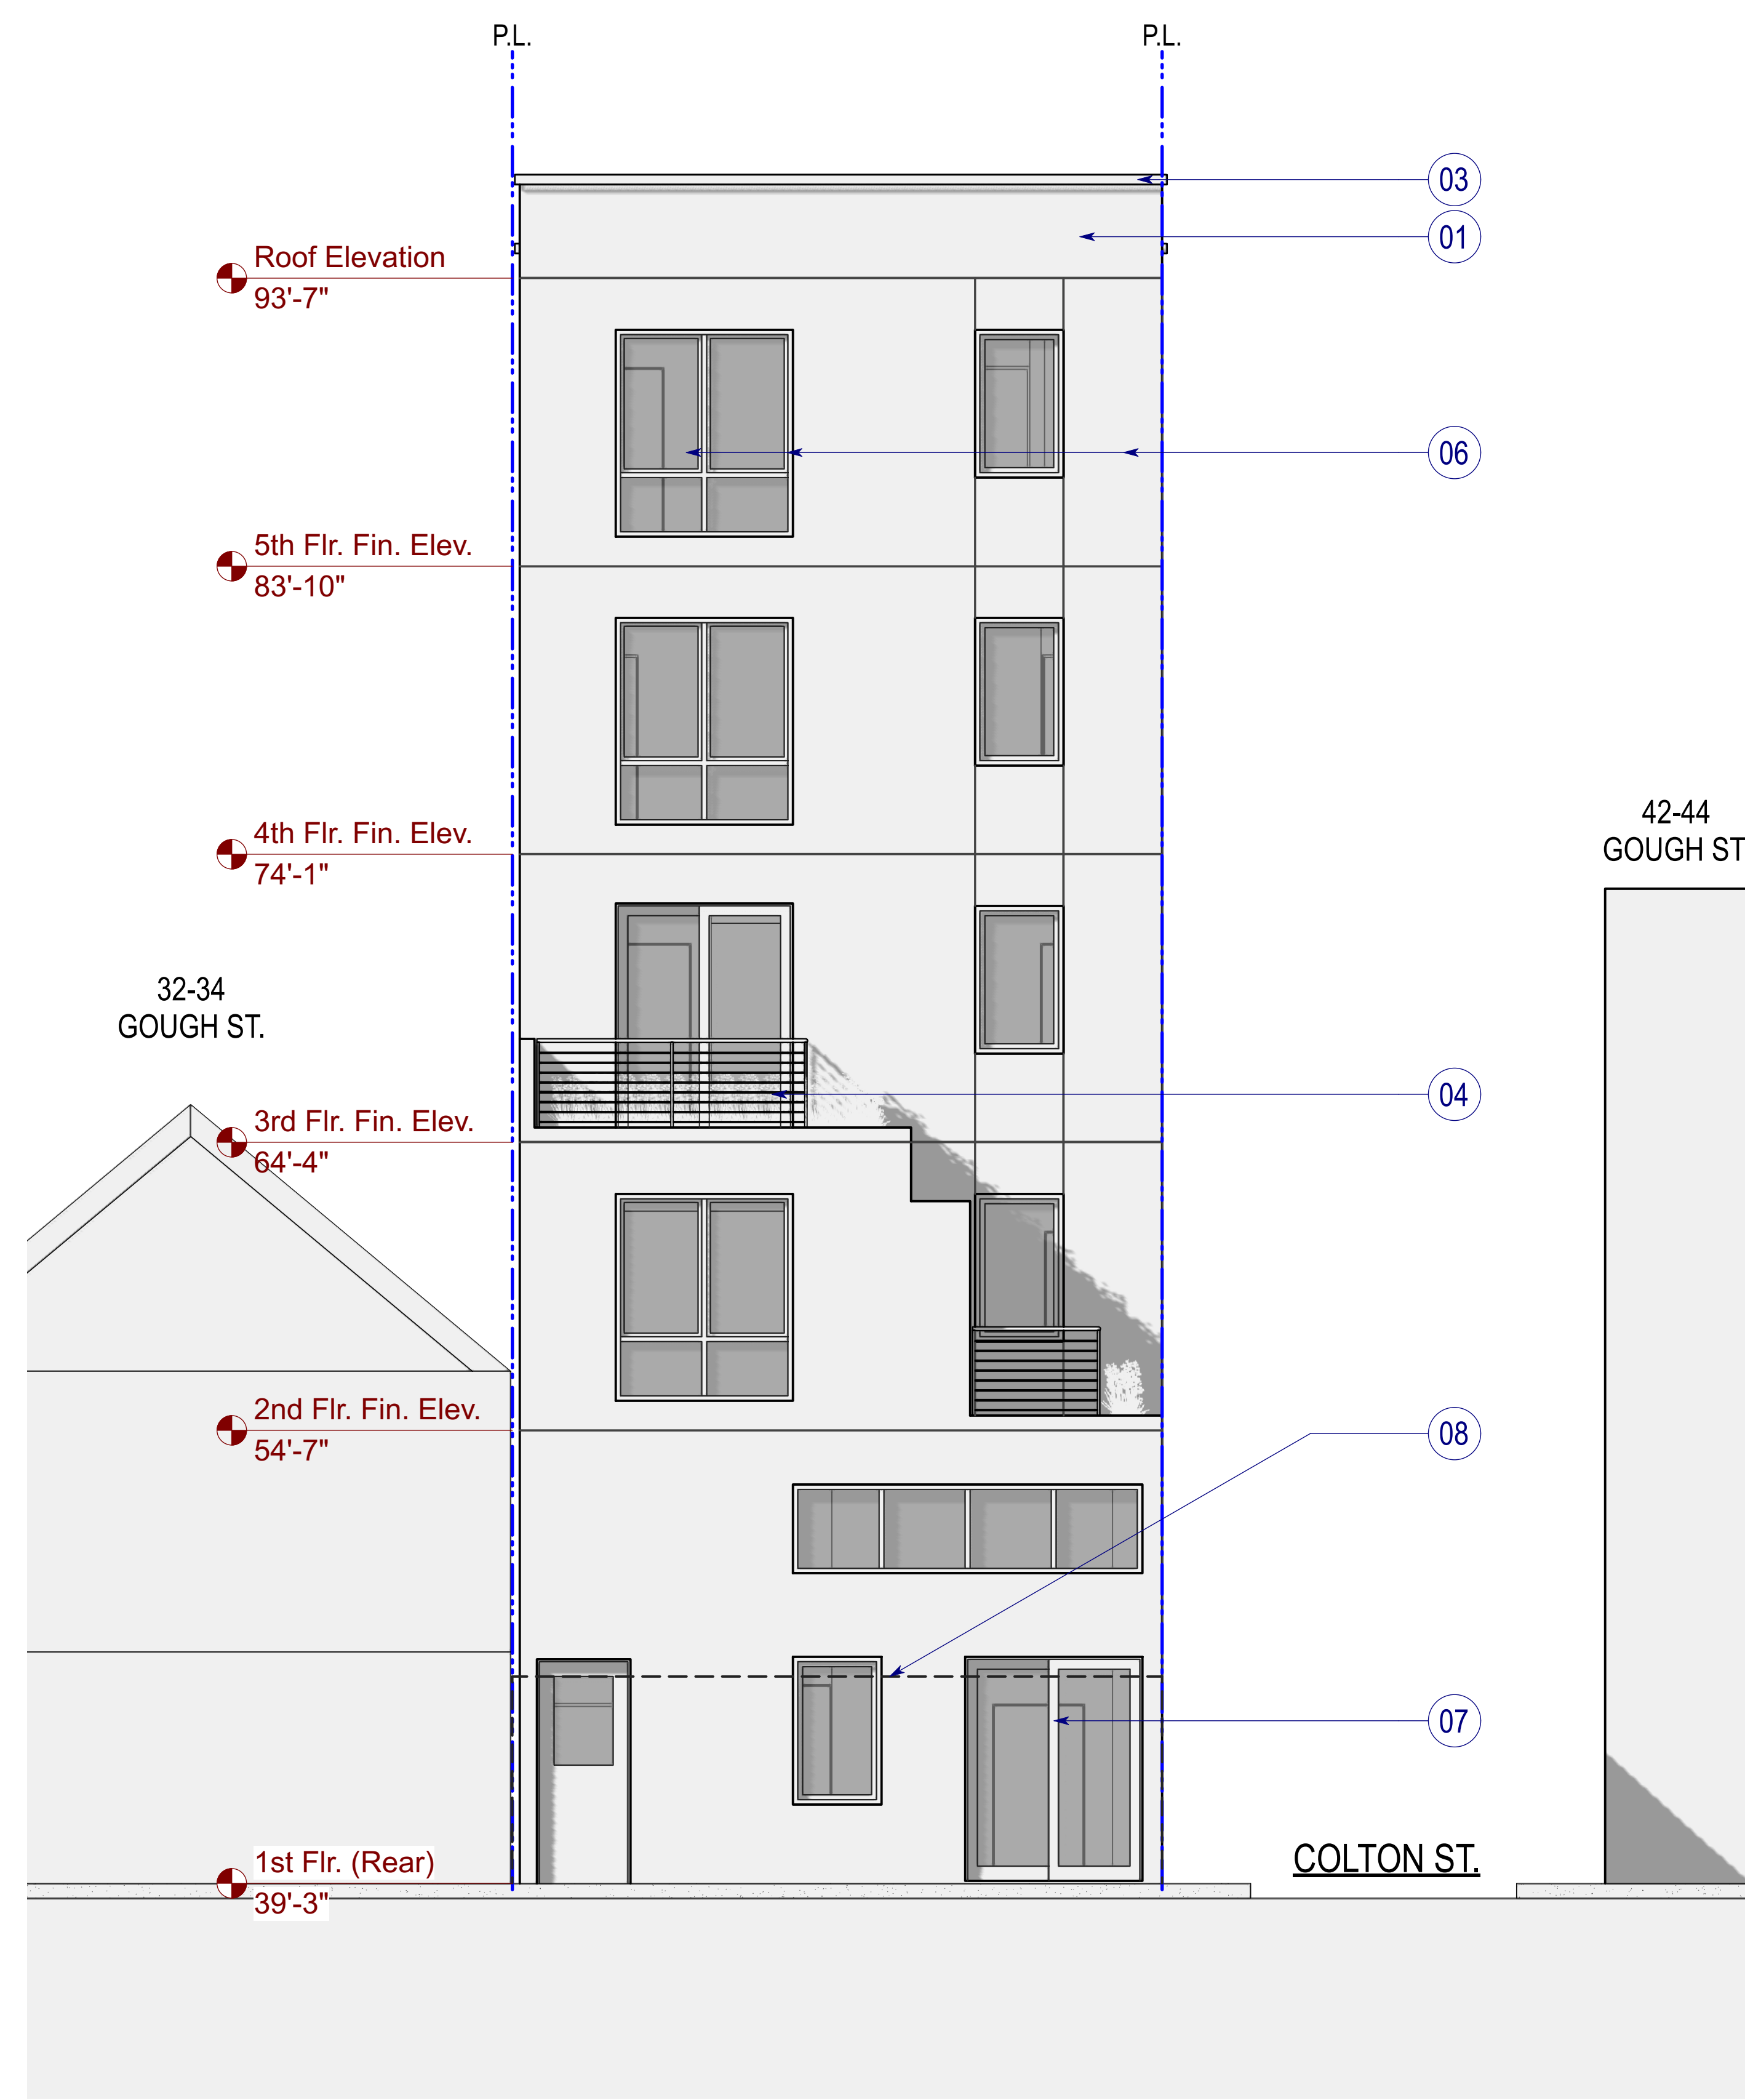 P.L.
P.L.
03
01
Roof Elevation
93'-7"
06
5th Flr. Fin. Elev.
83'-10"
42-44
GOUGH ST
4th Flr. Fin. Elev.
74'-1"
32-34
GOUGH ST.
04
3rd Flr. Fin. Elev.
64'-4"
2nd Flr. Fin. Elev.
54'-7"
08
07
COLTON ST.
1st Flr. (Rear)
39'-3"